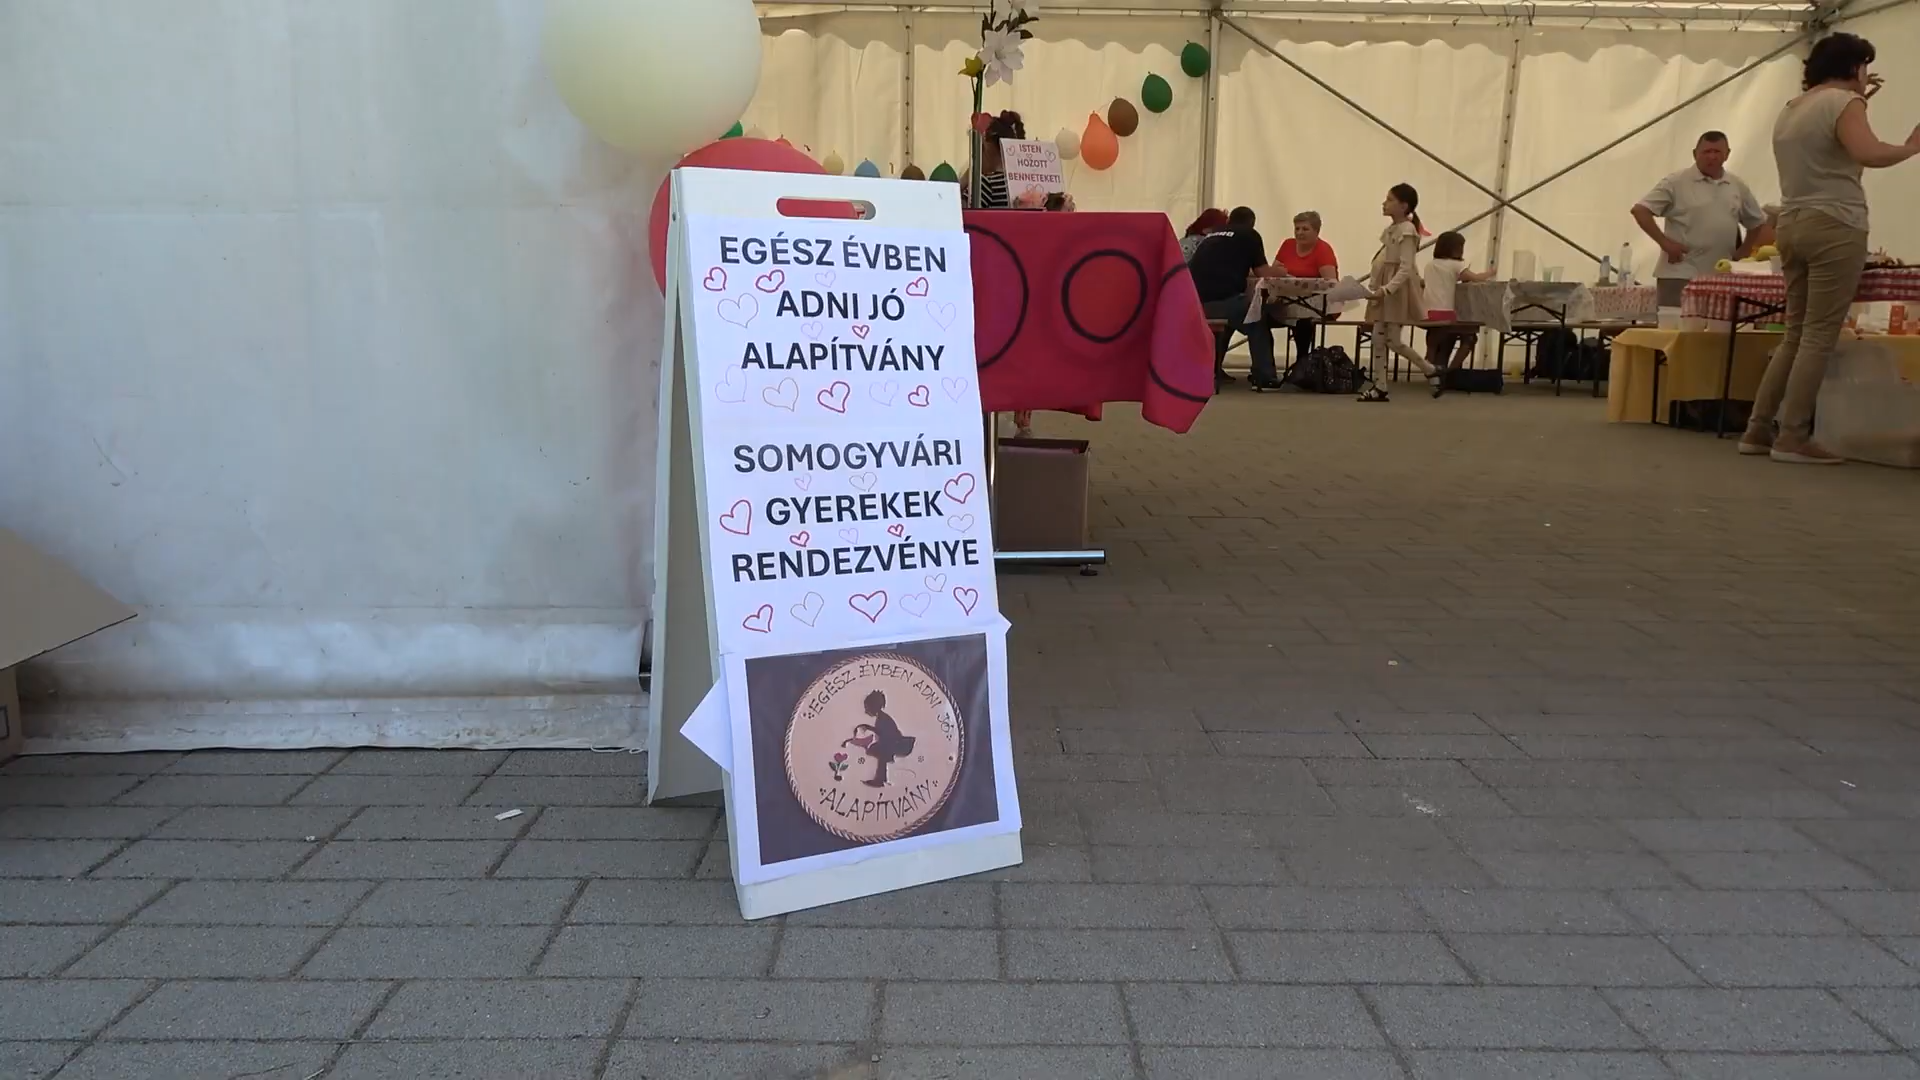 EGÉSZ ÉVBEN
ADNI JÓ
ALAPÍTVÁNY
SOMOGYVÁRI
GYEREKEK
RENDEZVÉNYE
EGÉSZ ÉVBEN ADNI JÓ
ALAPÍTVÁNY
ISTEN
HOZOTT
BENNETEKET!